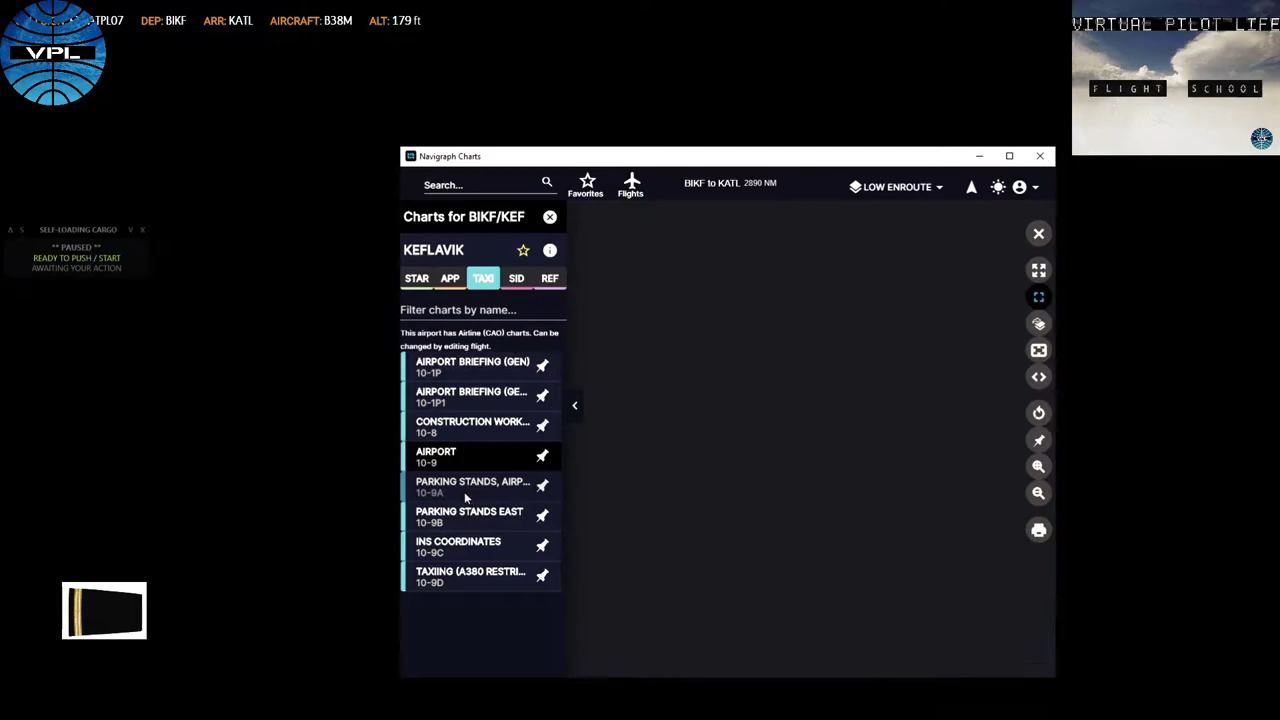 TPL07 DEP: BIKF ARR: KATL AIRCRAFT: B38M ALT: 179 ft
VPL
VIRTUAL PILOT LIFE
FLIGHT SCHOOL
Navigraph Charts
Search...
Favorites
Flights
BIKF to KATL 2890 NM
LOW ENROUTE
Charts for BIKF/KEF
A S SELF-LOADING CARGO V X
** PAUSED **
READY TO PUSH / START
AWAITING YOUR ACTION
KEFLAVIK
STAR APP TAXI SID REF
Filter charts by name...
This airport has Airline (CAO) charts. Can be
changed by editing flight.
AIRPORT BRIEFING (GEN)
10-1P
AIRPORT BRIEFING (GE...
10-1P1
CONSTRUCTION WORK...
10-8
AIRPORT
10-9
PARKING STANDS, AIRP...
10-9A
PARKING STANDS EAST
10-9B
INS COORDINATES
10-9C
TAXIING (A380 RESTRI...
10-9D